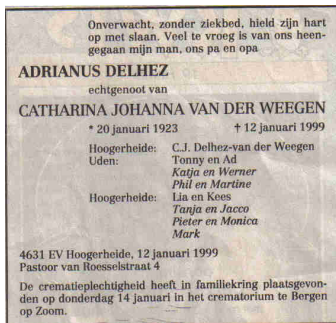 Onverwacht, zonder ziekbed, hield zijn hart
op met slaan. Veel te vroeg is van ons heen-
gegaan mijn man, ons pa en opa
ADRIANUS DELHEZ
echtgenoot van
CATHARINA JOHANNA VAN DER WEEGEN
* 20 januari 1923 † 12 januari 1999
Hoogerheide: C.J. Delhez-van der Weegen
Uden: Tonny en Ad
Katja en Werner
Phil en Martine
Hoogerheide: Lia en Kees
Tanja en Jacco
Pieter en Monica
Mark
4631 EV Hoogerheide, 12 januari 1999
Pastoor van Roesselstraat 4
De crematieplechtigheid heeft in familiekring plaatsgevon-
den op donderdag 14 januari in het crematorium te Bergen
op Zoom.